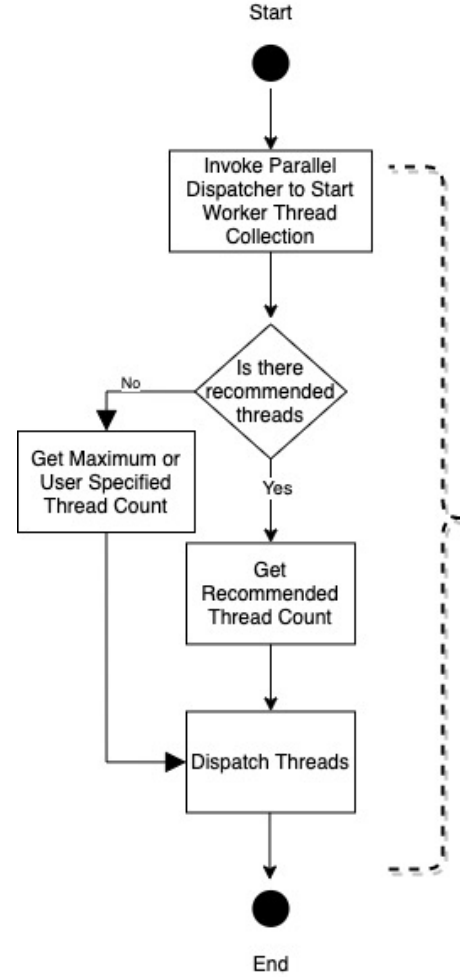 Start
Invoke Parallel
Dispatcher to Start
Worker Thread
Collection
Is there
recommended
threads
No
Get Maximum or
User Specified
Thread Count
Yes
Get
Recommended
Thread Count
Dispatch Threads
End